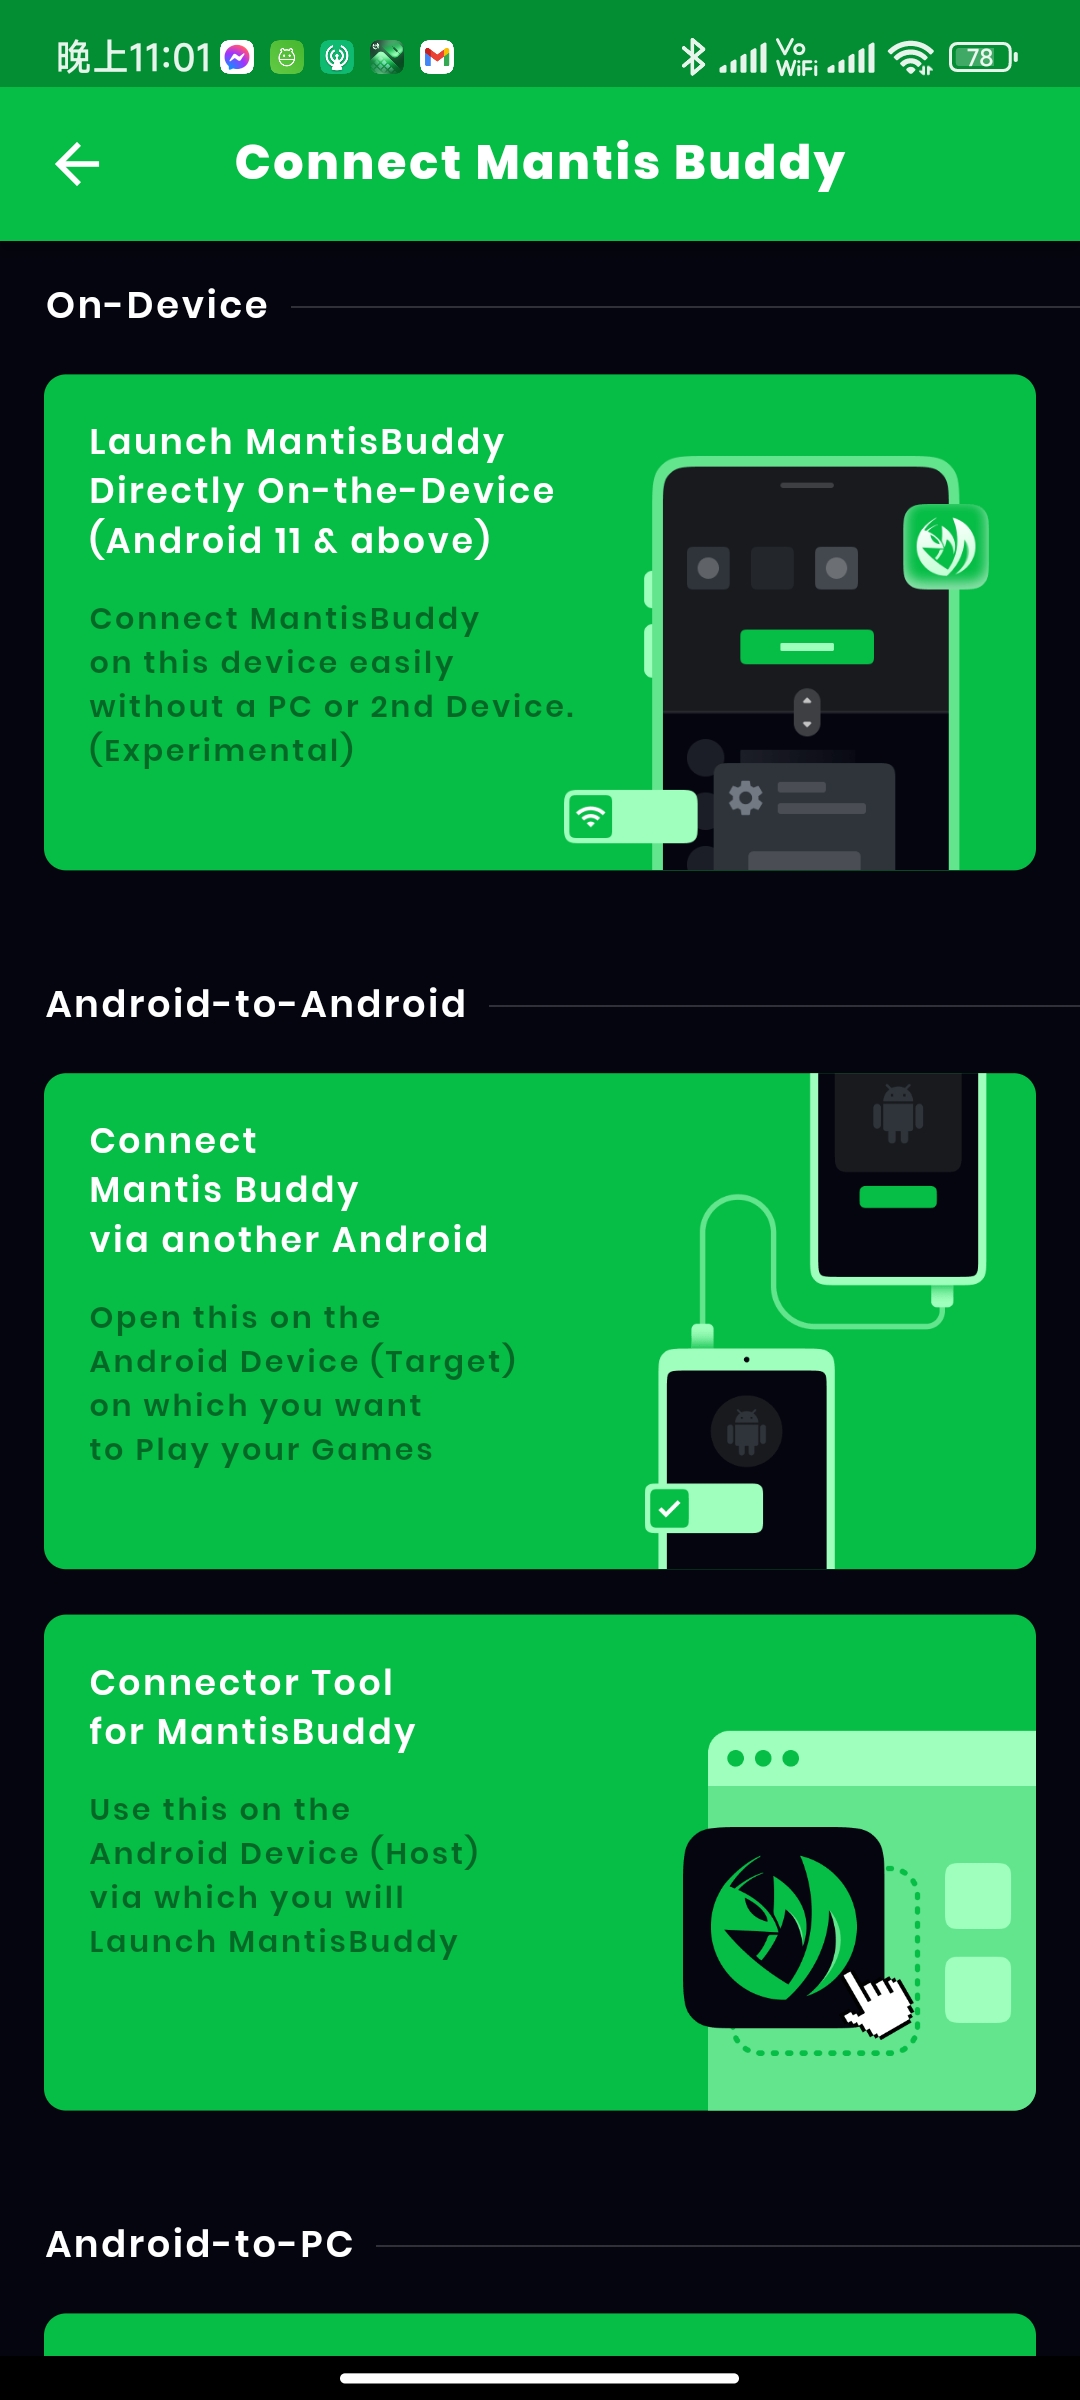 晚上11:01
Vo
WiFi
78
Connect Mantis Buddy
On-Device
Launch MantisBuddy
Directly On-the-Device
(Android 11 & above)
Connect MantisBuddy
on this device easily
without a PC or 2nd Device.
(Experimental)
Android-to-Android
Connect
Mantis Buddy
via another Android
Open this on the
Android Device (Target)
on which you want
to Play your Games
Connector Tool
for MantisBuddy
Use this on the
Android Device (Host)
via which you will
Launch MantisBuddy
Android-to-PC